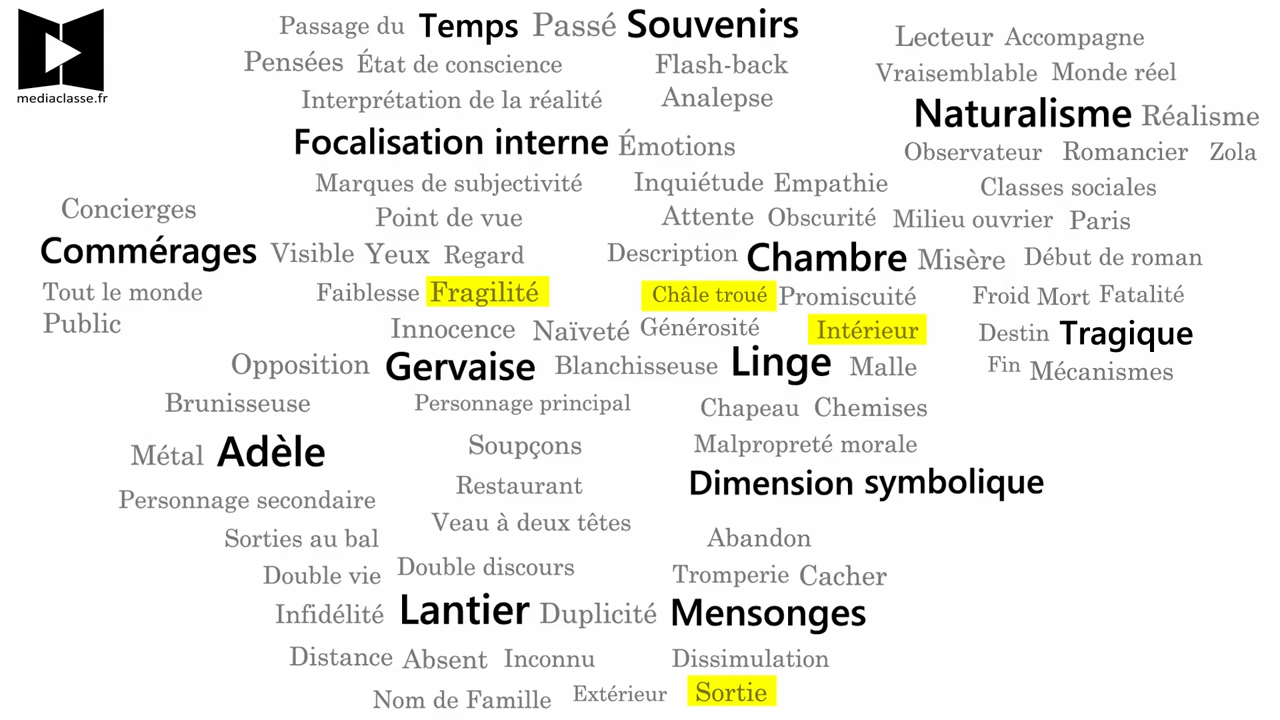 mediaclasse.fr
Passage du Temps Passé Souvenirs
Lecteur Accompagne
Pensées État de conscience Flash-back
Vraisemblable Monde réel
Interprétation de la réalité Analepse
Naturalisme Réalisme
Focalisation interne Émotions
Observateur Romancier Zola
Marques de subjectivité Inquiétude Empathie
Classes sociales
Concierges Point de vue Attente Obscurité Milieu ouvrier Paris
Commérages Visible Yeux Regard Description Chambre Misère Début de roman
Tout le monde Faiblesse Fragilité Châle troué Promiscuité Froid Mort Fatalité
Public Innocence Naïveté Générosité Intérieur Destin Tragique
Opposition Gervaise Blanchisseuse Linge Malle Fin Mécanismes
Brunisseuse Personnage principal Chapeau Chemises
Métal Adèle Soupçons Malpropreté morale
Personnage secondaire Restaurant Dimension symbolique
Sorties au bal Veau à deux têtes Abandon
Double vie Double discours Tromperie Cacher
Infidélité Lantier Duplicité Mensonges
Distance Absent Inconnu Dissimulation
Nom de Famille Extérieur Sortie